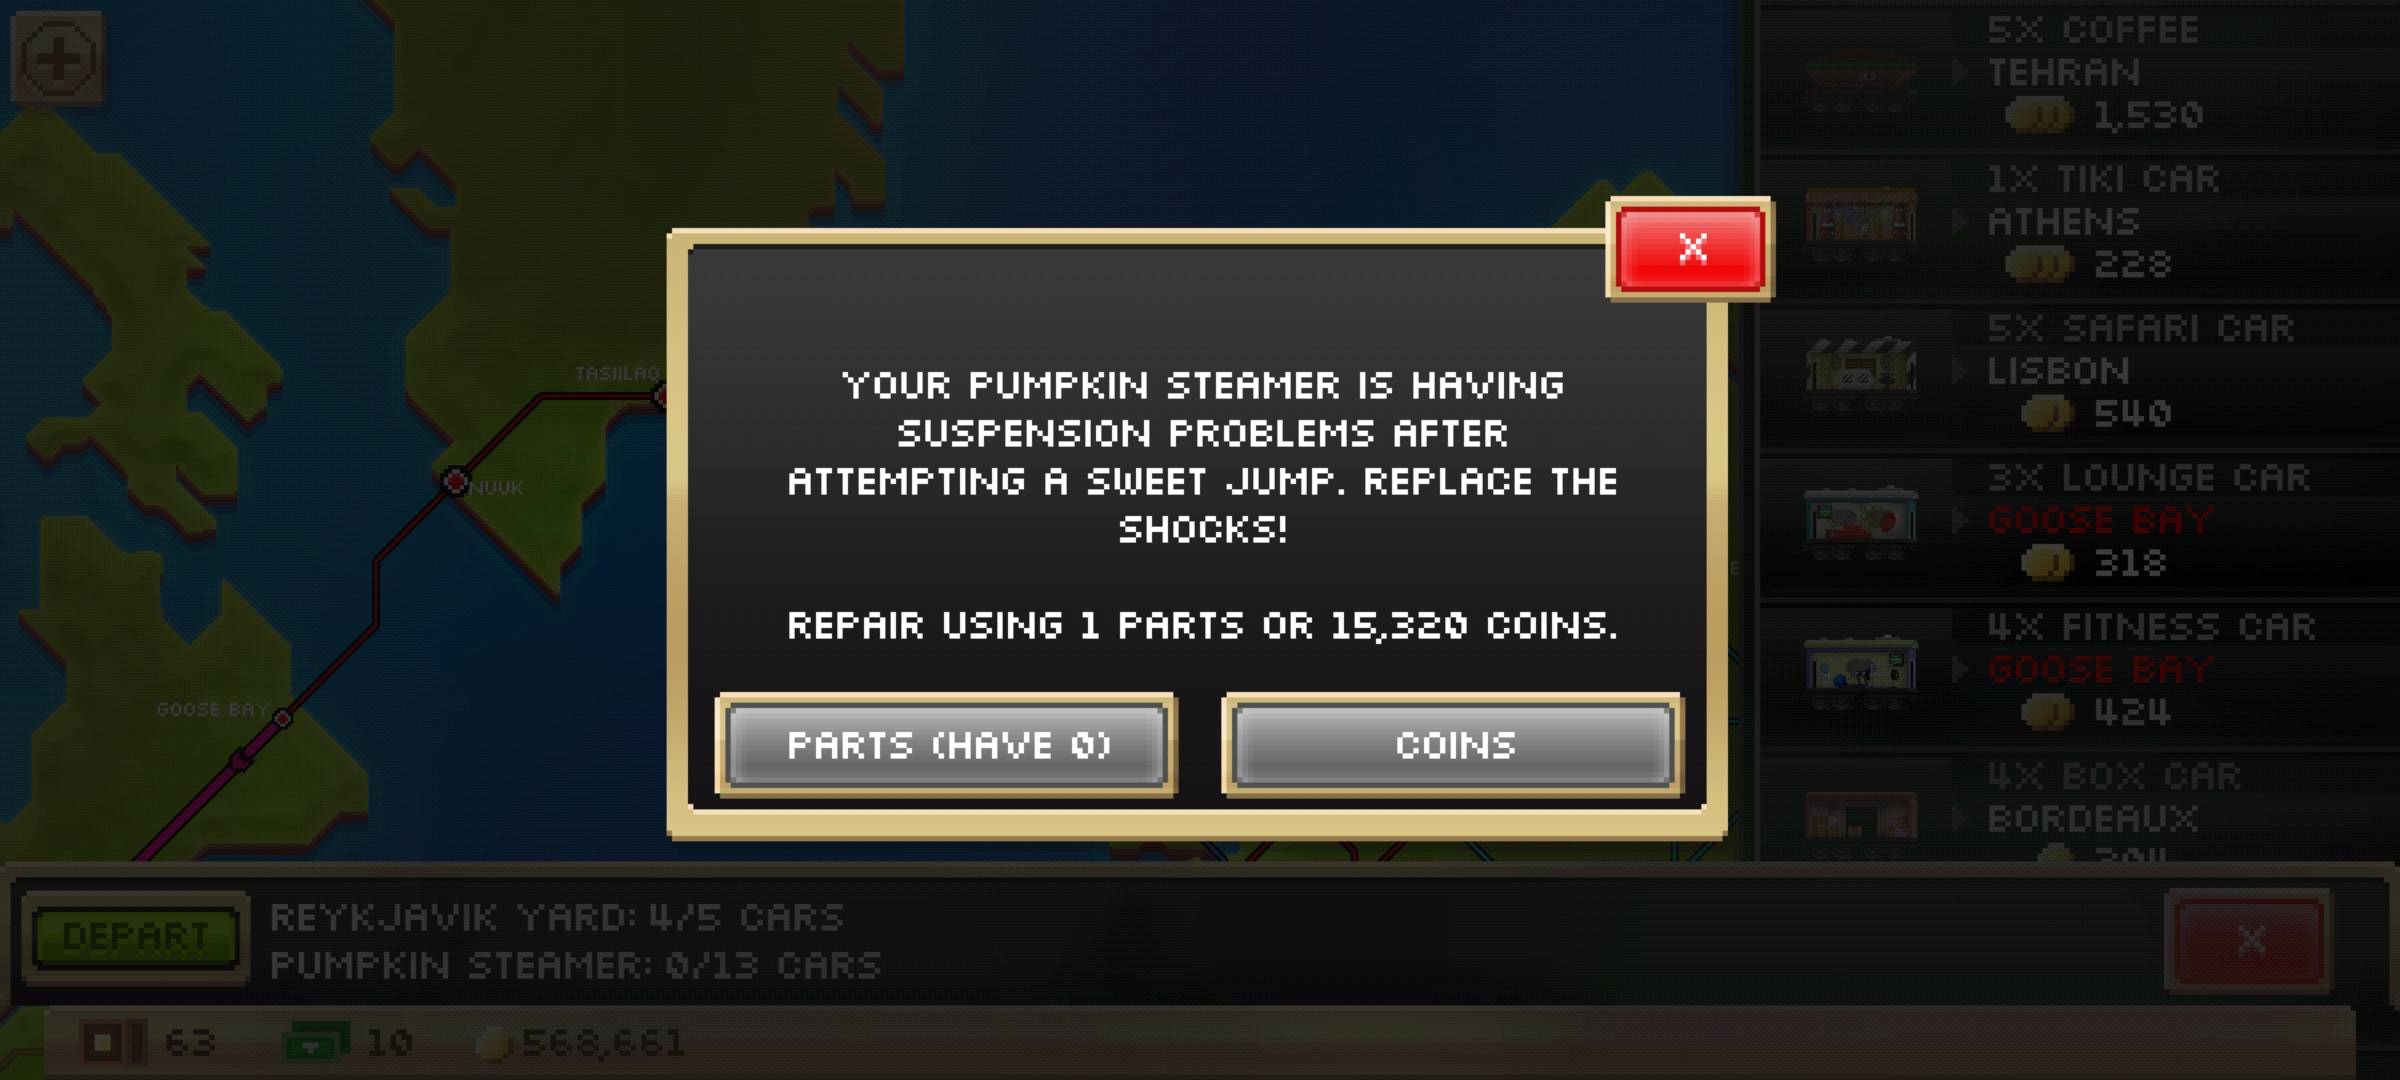 5X COFFEE
TEHRAN
1,530
1X TIKI CAR
ATHENS
228
5X SAFARI CAR
LISBON
540
3X LOUNGE CAR
GOOSE BAY
318
4X FITNESS CAR
GOOSE BAY
424
4X BOX CAR
BORDEAUX
304
TASIILAQ
NUUK
GOOSE BAY
X
YOUR PUMPKIN STEAMER IS HAVING
SUSPENSION PROBLEMS AFTER
ATTEMPTING A SWEET JUMP. REPLACE THE
SHOCKS!
REPAIR USING 1 PARTS OR 15,320 COINS.
PARTS (HAVE 0)
COINS
DEPART
REYKJAVIK YARD: 4/5 CARS
PUMPKIN STEAMER: 0/13 CARS
X
63
10
568,661